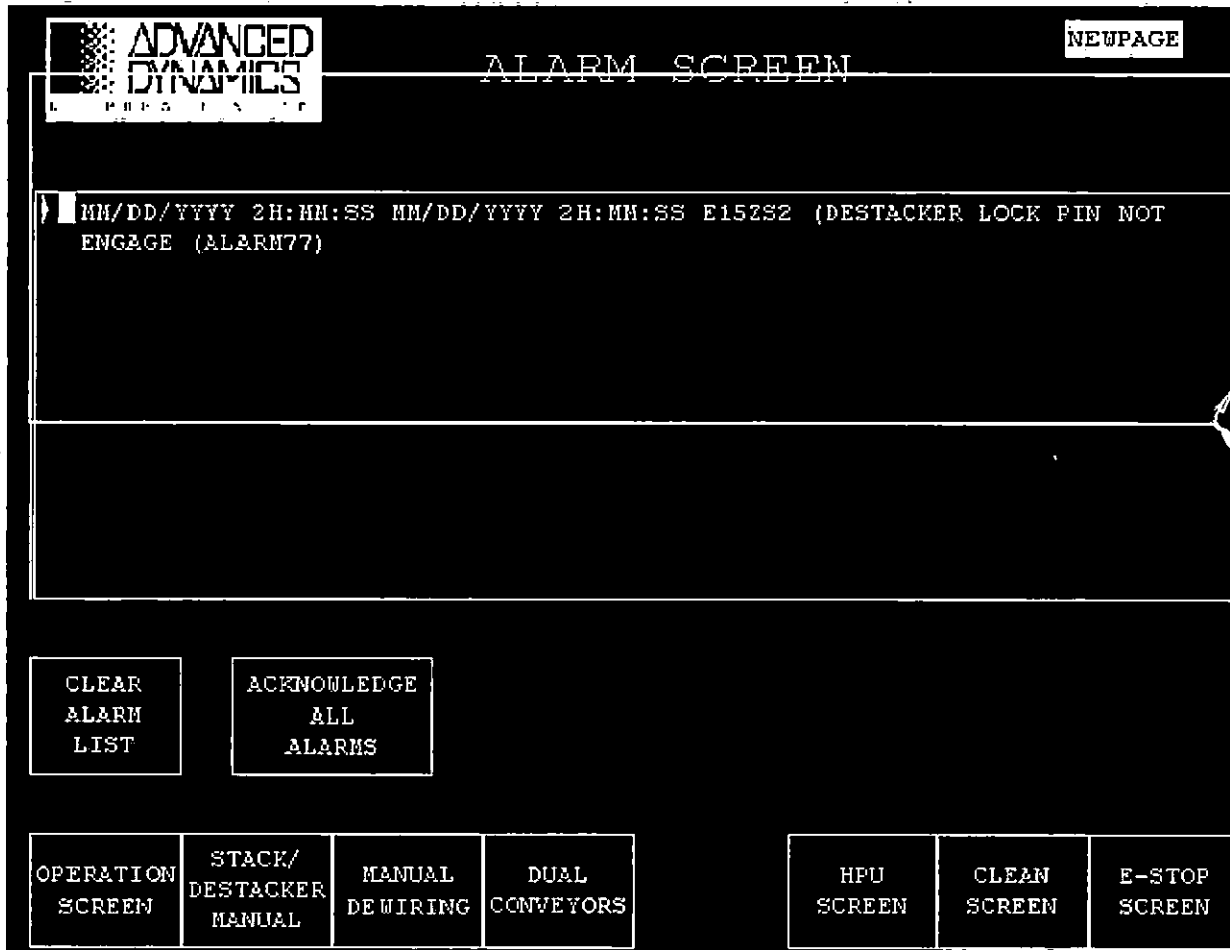 ADVANCED
DYNAMICS
ALARM SCREEN
NEWPAGE
MM/DD/YYYY 2H:MM:SS MM/DD/YYYY 2H:MM:SS E15ZS2 (DESTACKER LOCK PIN NOT
ENGAGE (ALARM77)
CLEAR
ALARM
LIST
ACKNOWLEDGE
ALL
ALARMS
OPERATION
SCREEN
STACK/
DESTACKER
MANUAL
MANUAL
DEWIRING
DUAL
CONVEYORS
HPU
SCREEN
CLEAN
SCREEN
E-STOP
SCREEN